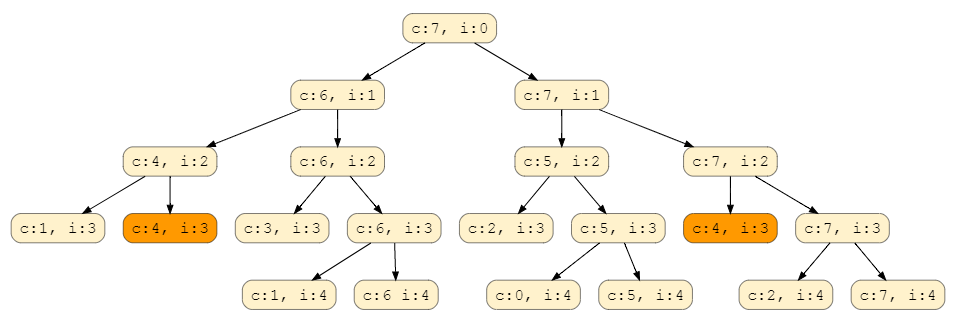 c:7, i:0
c:6, i:1
c:7, i:1
c:4, i:2
c:6, i:2
c:5, i:2
c:7, i:2
c:1, i:3
c:4, i:3
c:3, i:3
c:6, i:3
c:2, i:3
c:5, i:3
c:4, i:3
c:7, i:3
c:1, i:4
c:6 i:4
c:0, i:4
c:5, i:4
c:2, i:4
c:7, i:4